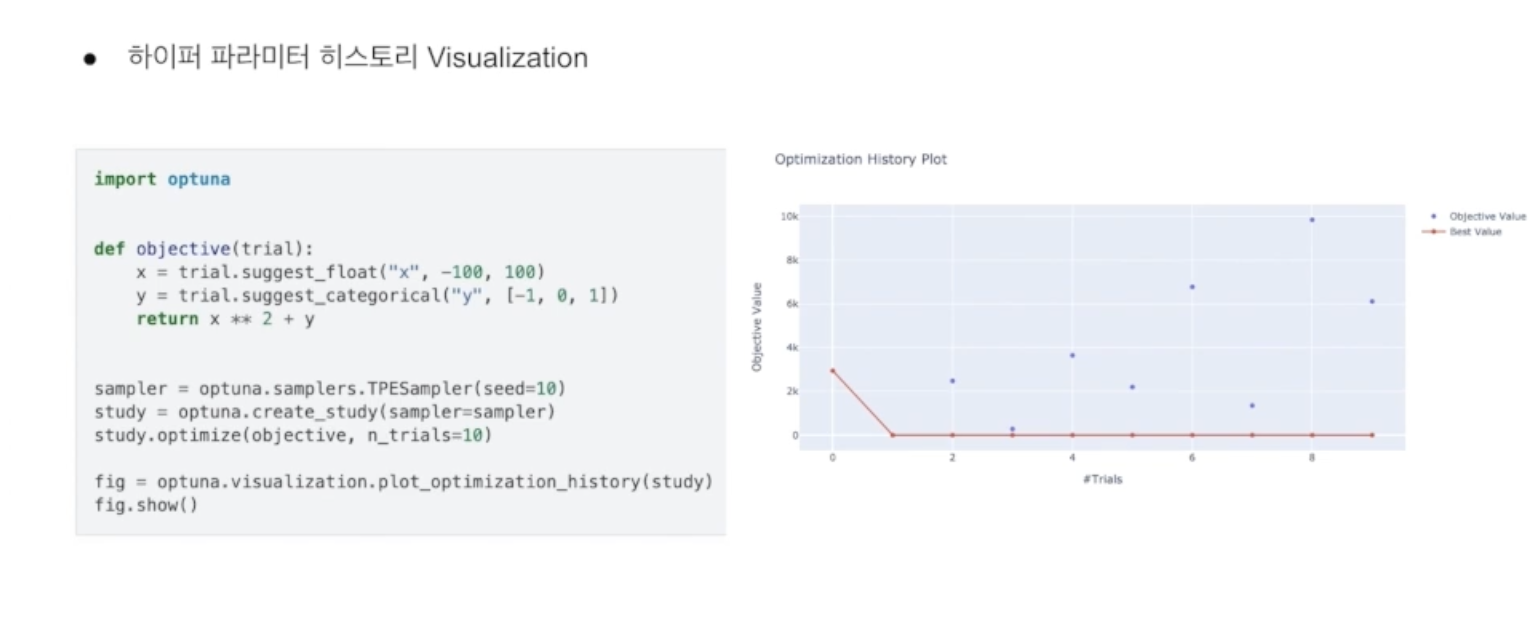 ● 하이퍼 파라미터 히스토리 Visualization
import optuna
def objective(trial):
    x = trial.suggest_float("x", -100, 100)
    y = trial.suggest_categorical("y", [-1, 0, 1])
    return x ** 2 + y
sampler = optuna.samplers.TPESampler(seed=10)
study = optuna.create_study(sampler=sampler)
study.optimize(objective, n_trials=10)
fig = optuna.visualization.plot_optimization_history(study)
fig.show()
Optimization History Plot
10k
8k
6k
4k
2k
0
Objective Value
0 2 4 6 8
#Trials
Objective Value
Best Value